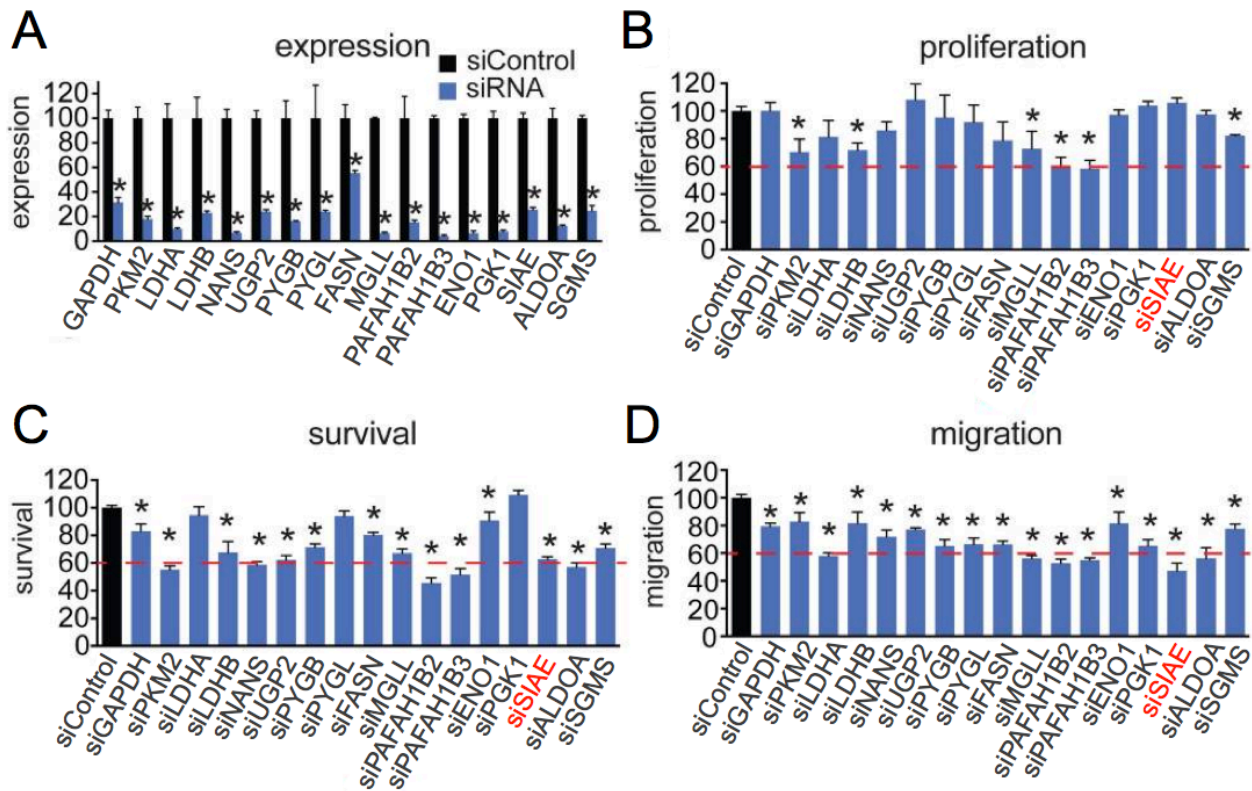 A
expression
siControl
siRNA
expression
120
100
80
60
40
20
0
* * * * * * * * * * * * * * * * *
GAPDH
PKM2
LDHA
LDHB
NANS
UGP2
PYGB
PYGL
FASN
MGLL
PAFAH1B2
PAFAH1B3
ENO1
PGK1
SIAE
ALDOA
SGMS
B
proliferation
proliferation
120
100
80
60
40
20
0
* * * * * *
siControl
siGAPDH
siPKM2
siLDHA
siLDHB
siNANS
siUGP2
siPYGB
siPYGL
siFASN
siMGLL
siPAFAH1B2
siPAFAH1B3
siENO1
siPGK1
siSIAE
siALDOA
siSGMS
C
survival
survival
120
100
80
60
40
20
0
* * * * * * * * * * * * * *
siControl
siGAPDH
siPKM2
siLDHA
siLDHB
siNANS
siUGP2
siPYGB
siPYGL
siFASN
siMGLL
siPAFAH1B2
siPAFAH1B3
siENO1
siPGK1
siSIAE
siALDOA
siSGMS
D
migration
migration
120
100
80
60
40
20
0
* * * * * * * * * * * * * * * * *
siControl
siGAPDH
siPKM2
siLDHA
siLDHB
siNANS
siUGP2
siPYGB
siPYGL
siFASN
siMGLL
siPAFAH1B2
siPAFAH1B3
siENO1
siPGK1
siSIAE
siALDOA
siSGMS